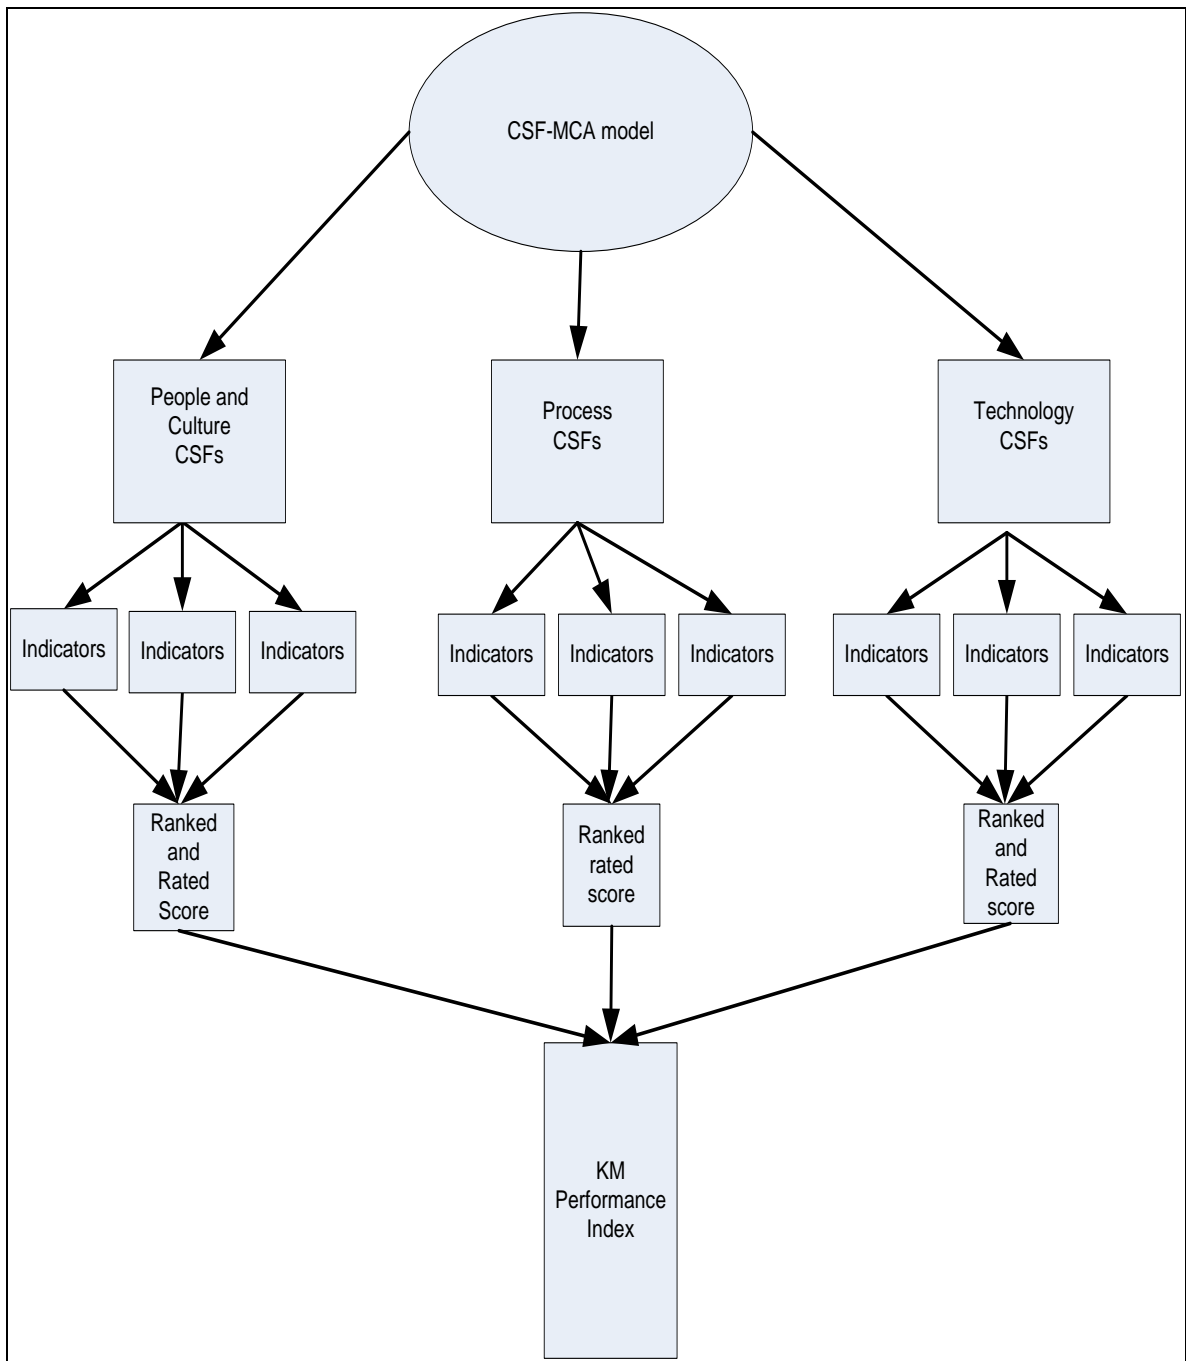 CSF-MCA model
People and
Culture
CSFs
Process
CSFs
Technology
CSFs
Indicators
Indicators
Indicators
Indicators
Indicators
Indicators
Indicators
Indicators
Indicators
Ranked
and
Rated
Score
Ranked
rated
score
Ranked
and
Rated
score
KM
Performance
Index